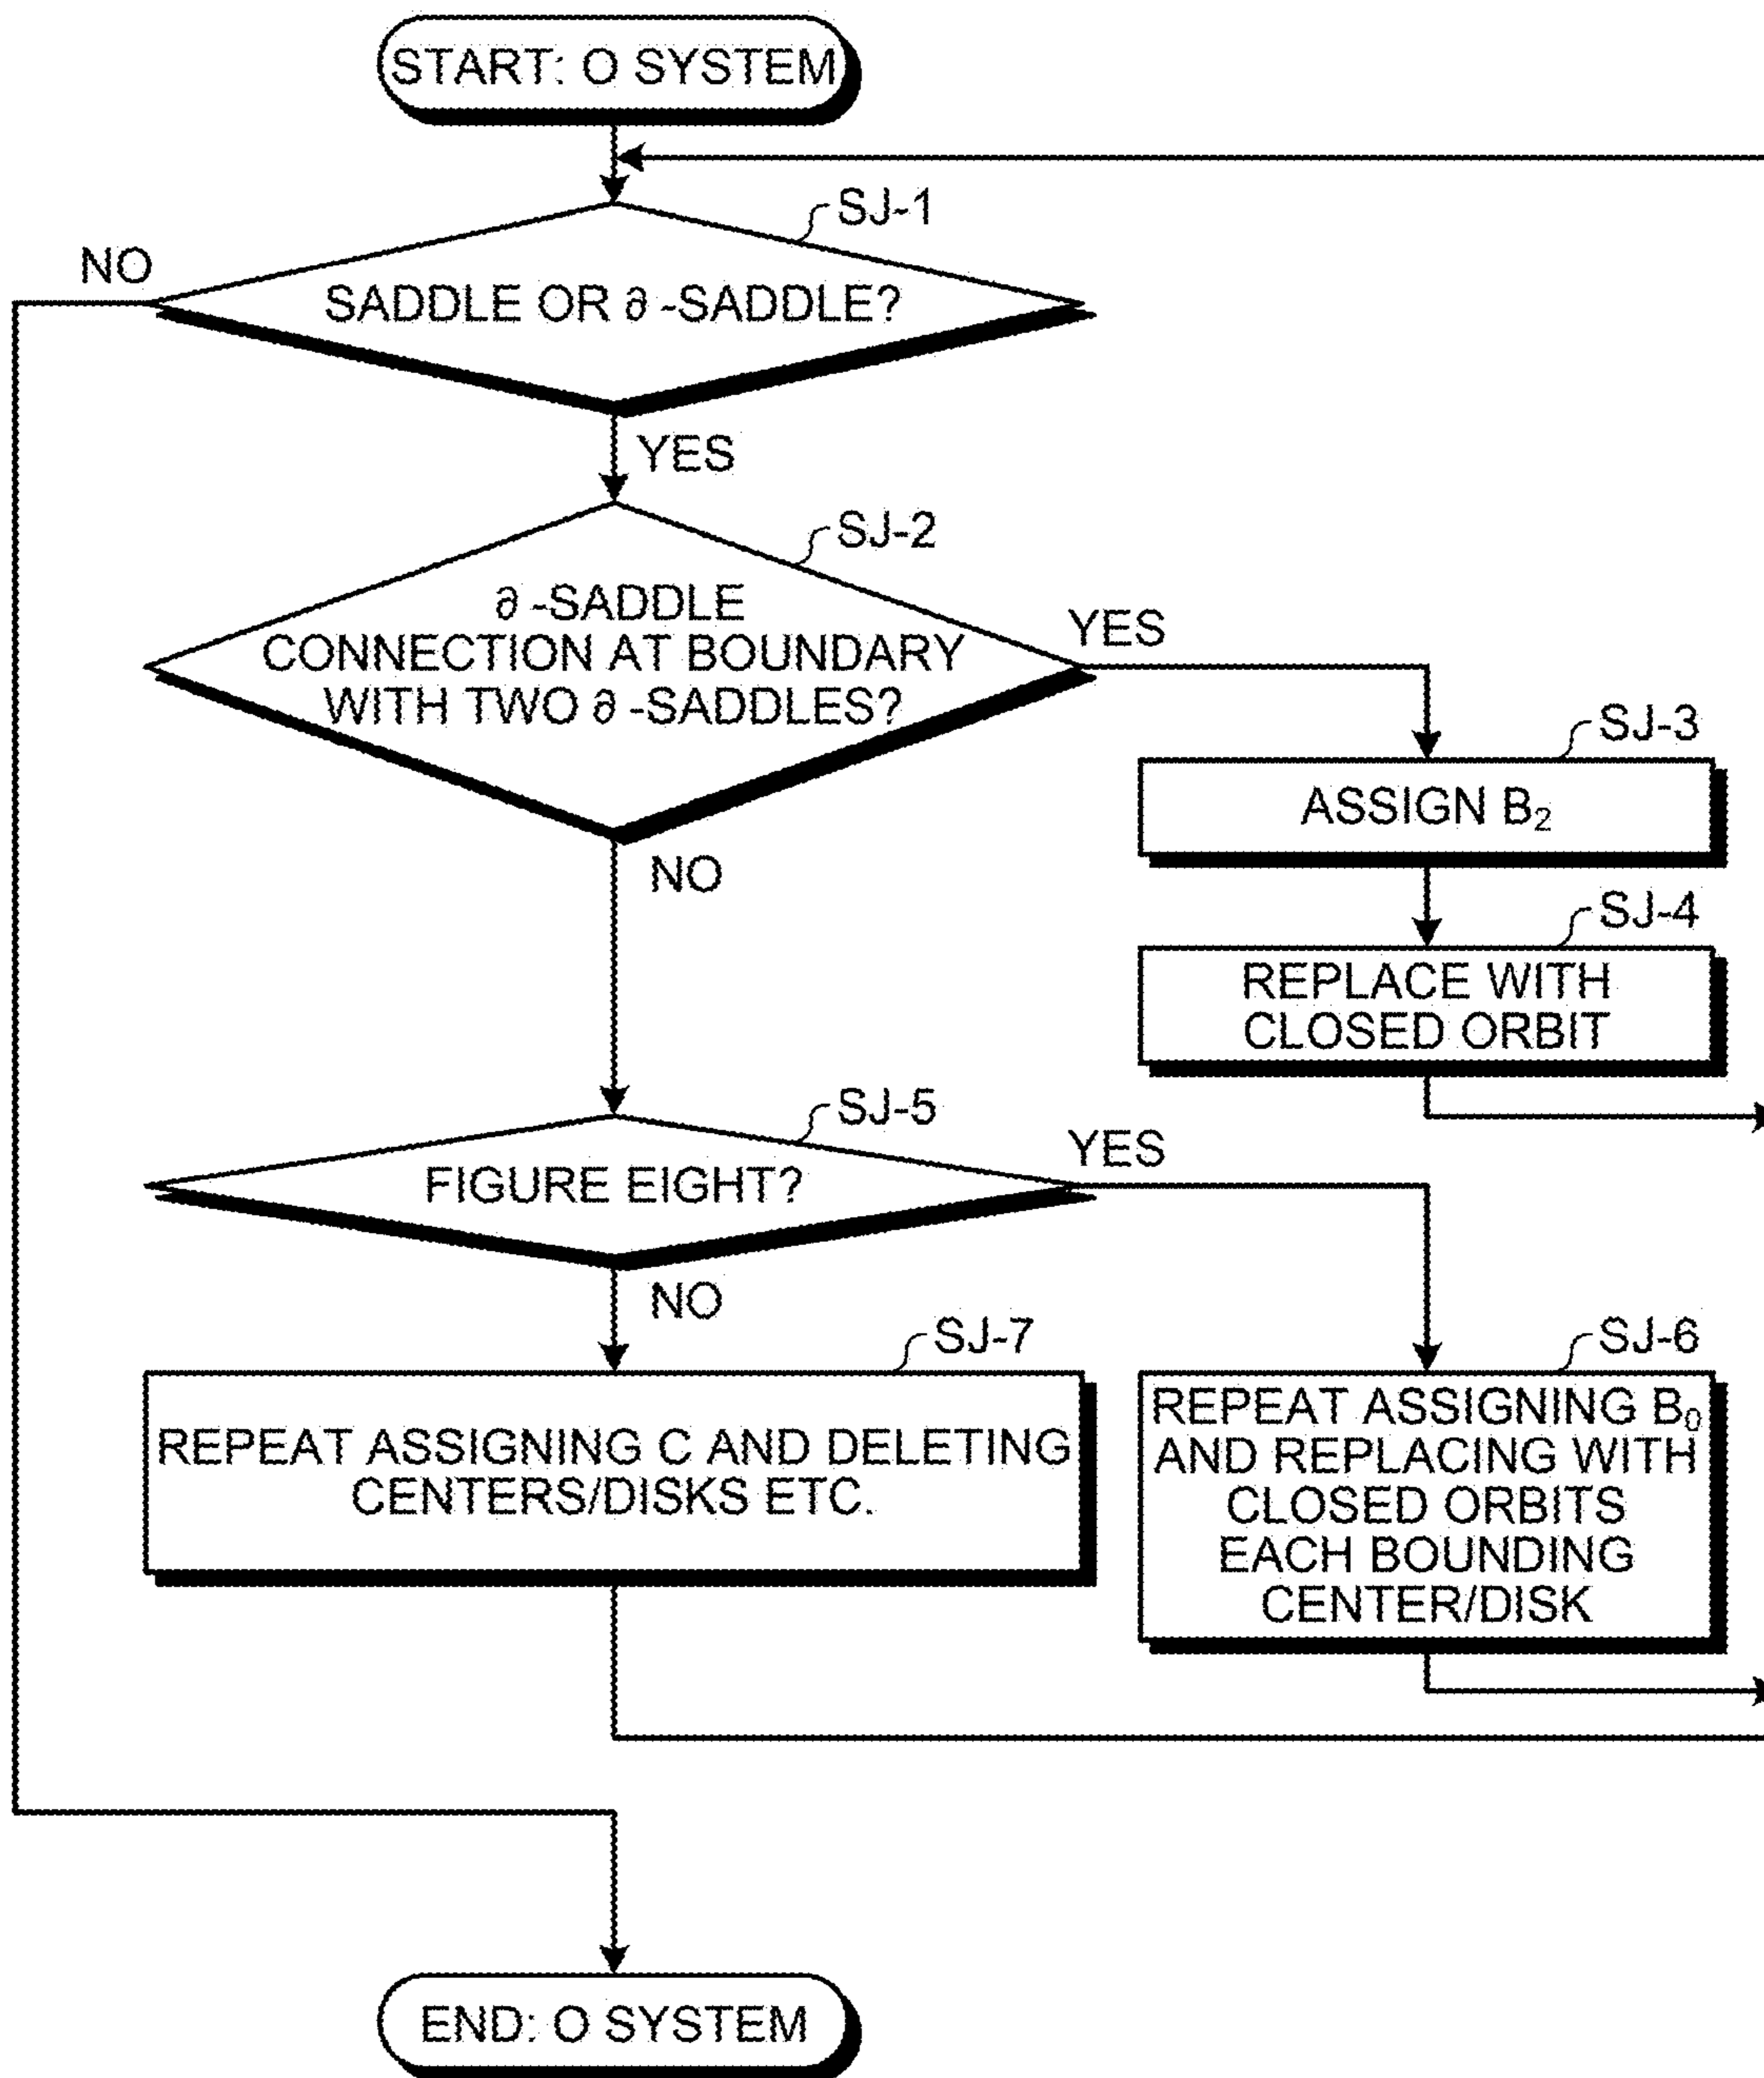 START: O SYSTEM
SJ-1
NO
SADDLE OR ∂ -SADDLE?
YES
SJ-2
∂ -SADDLE
CONNECTION AT BOUNDARY
WITH TWO ∂ -SADDLES?
YES
SJ-3
ASSIGN B₂
NO
SJ-4
REPLACE WITH
CLOSED ORBIT
SJ-5
YES
FIGURE EIGHT?
NO
SJ-7
REPEAT ASSIGNING C AND DELETING
CENTERS/DISKS ETC.
SJ-6
REPEAT ASSIGNING B₀
AND REPLACING WITH
CLOSED ORBITS
EACH BOUNDING
CENTER/DISK
END: O SYSTEM